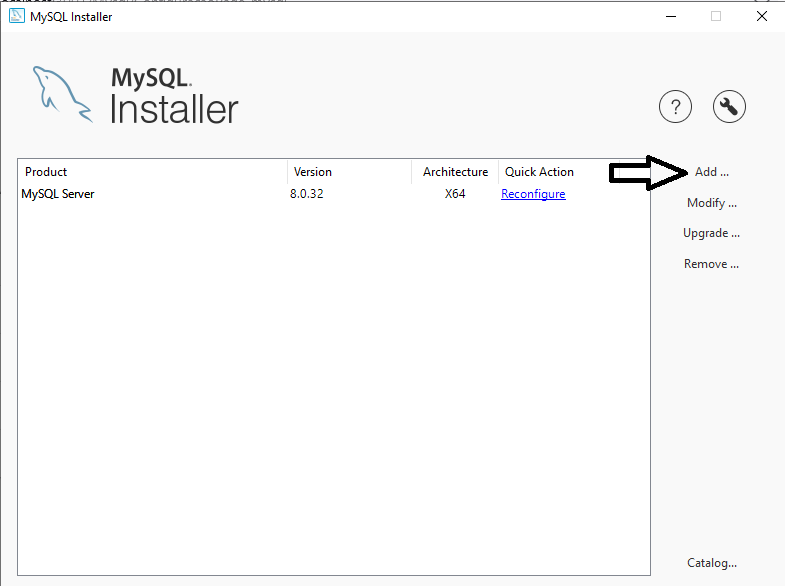 MySQL Installer
MySQL.
Installer
?
Product Version Architecture Quick Action
MySQL Server 8.0.32 X64 Reconfigure
Add ...
Modify ...
Upgrade ...
Remove ...
Catalog...